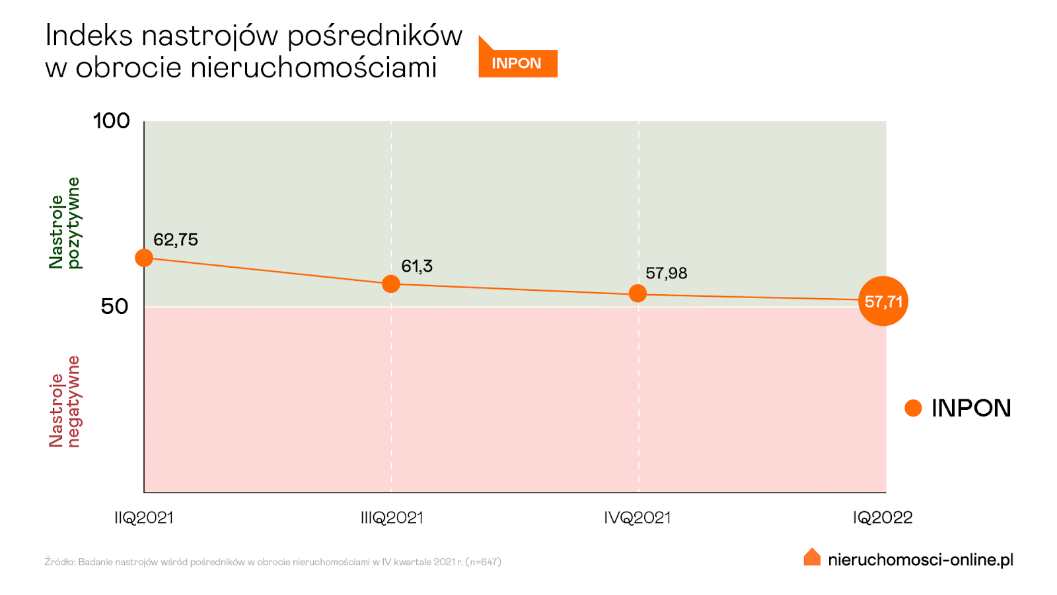 Indeks nastrojów pośredników
w obrocie nieruchomościami
INPON
100
Nastroje
pozytywne
62,75
61,3
57,98
57,71
50
Nastroje
negatywne
INPON
IIQ2021
IIIQ2021
IVQ2021
IQ2022
Źródło: Badanie nastrojów wśród pośredników w obrocie nieruchomościami w IV kwartale 2021 r. (n=647)
nieruchomosci-online.pl